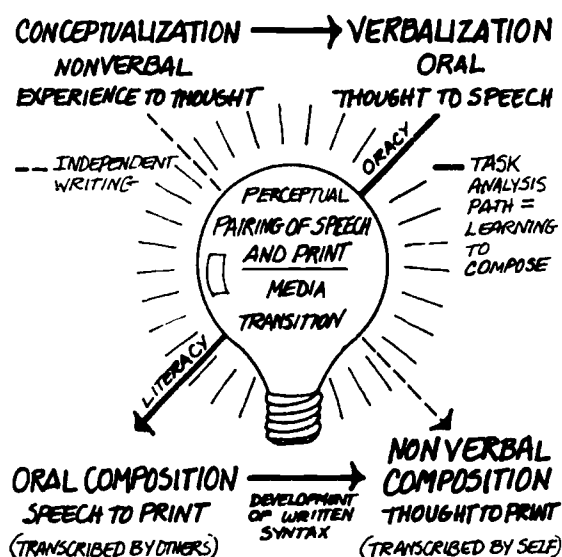 CONCEPTUALIZATION
VERBALIZATION
NONVERBAL
EXPERIENCE TO THOUGHT
ORAL
THOUGHT TO SPEECH
ORACY
INDEPENDENT
WRITING
TASK
ANALYSIS
PATH =
LEARNING
TO
COMPOSE
PERCEPTUAL
PAIRING OF SPEECH
AND PRINT
MEDIA
TRANSITION
LITERACY
ORAL COMPOSITION
SPEECH TO PRINT
(TRANSCRIBED BY OTHERS)
DEVELOPMENT
OF WRITTEN
SYNTAX
NONVERBAL
COMPOSITION
THOUGHT TO PRINT
(TRANSCRIBED BY SELF)